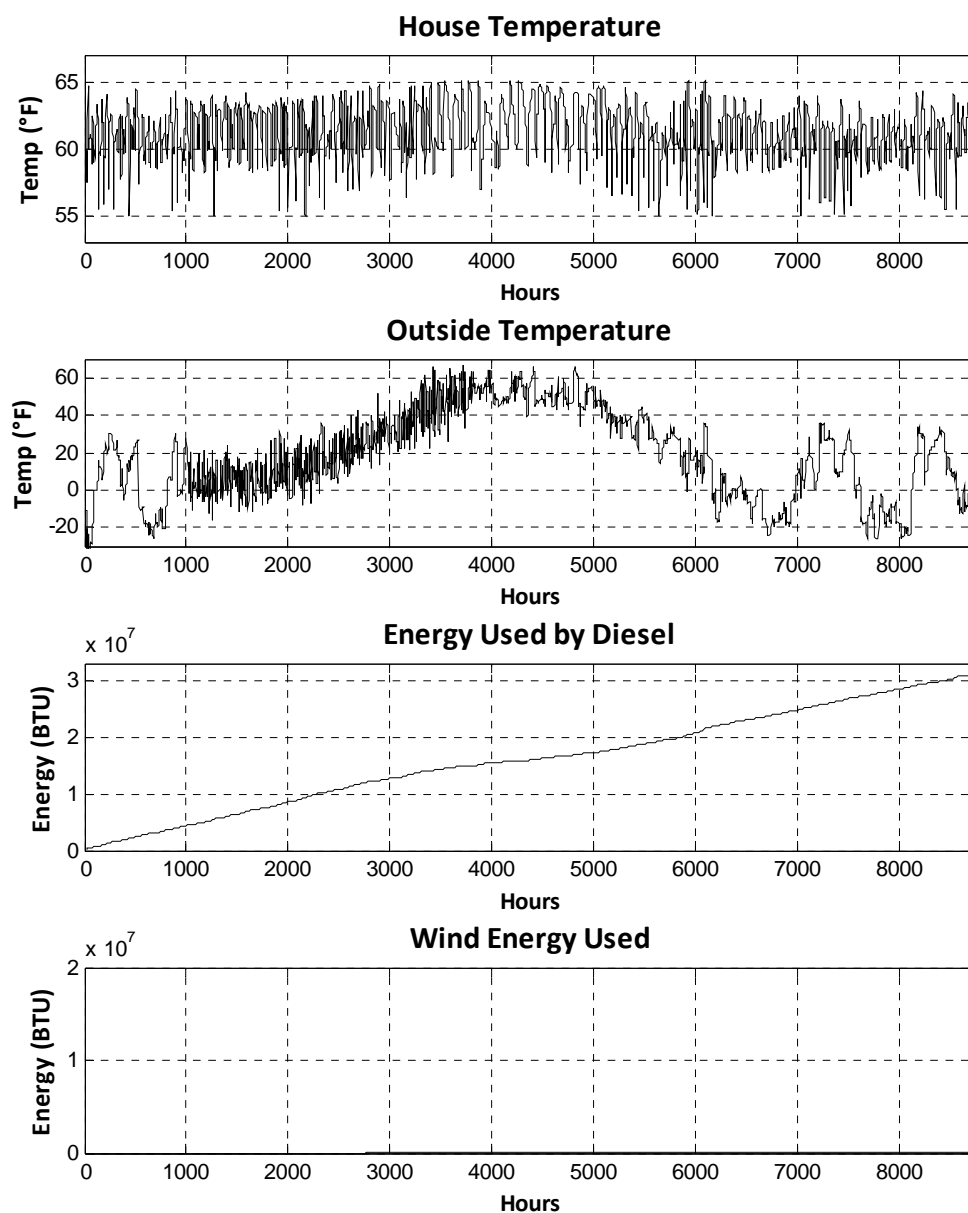 House Temperature
65
60
55
Temp (°F)
0 1000 2000 3000 4000 5000 6000 7000 8000
Hours
Outside Temperature
60
40
20
0
-20
Temp (°F)
0 1000 2000 3000 4000 5000 6000 7000 8000
Hours
x 10^7
Energy Used by Diesel
3
2
1
0
Energy (BTU)
0 1000 2000 3000 4000 5000 6000 7000 8000
Hours
x 10^7
Wind Energy Used
2
1
0
Energy (BTU)
0 1000 2000 3000 4000 5000 6000 7000 8000
Hours